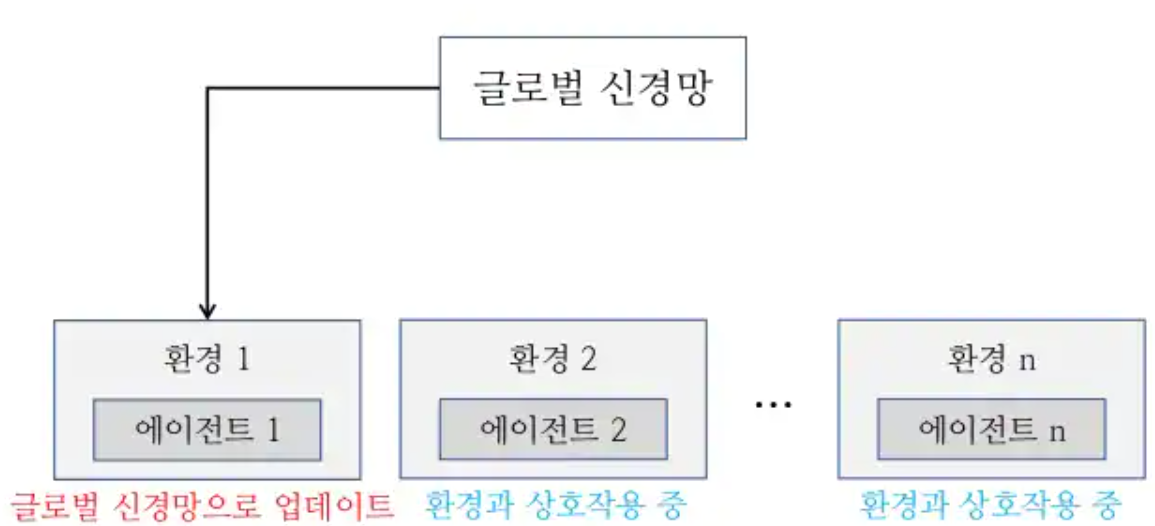 글로벌 신경망
환경 1
환경 2
환경 n
에이전트 1
에이전트 2
...
에이전트 n
글로벌 신경망으로 업데이트
환경과 상호작용 중
환경과 상호작용 중